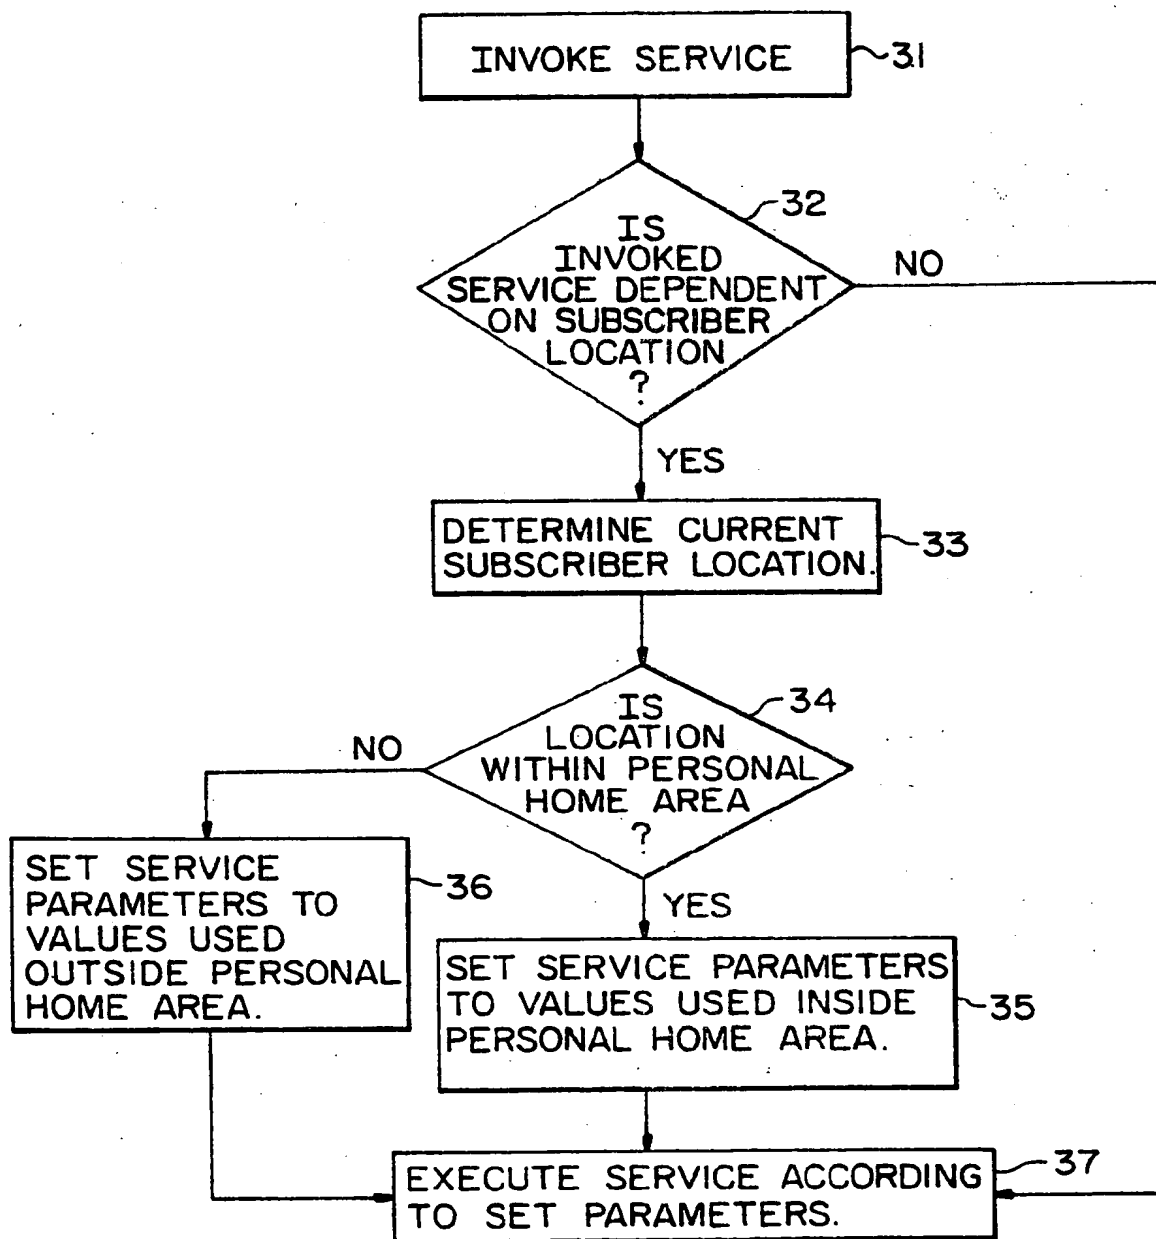 INVOKE SERVICE
31
32
IS
INVOKED
SERVICE DEPENDENT
ON SUBSCRIBER
LOCATION
?
NO
YES
DETERMINE CURRENT
SUBSCRIBER LOCATION.
33
34
IS
LOCATION
WITHIN PERSONAL
HOME AREA
?
NO
YES
SET SERVICE
PARAMETERS TO
VALUES USED
OUTSIDE PERSONAL
HOME AREA.
36
SET SERVICE PARAMETERS
TO VALUES USED INSIDE
PERSONAL HOME AREA.
35
EXECUTE SERVICE ACCORDING
TO SET PARAMETERS.
37